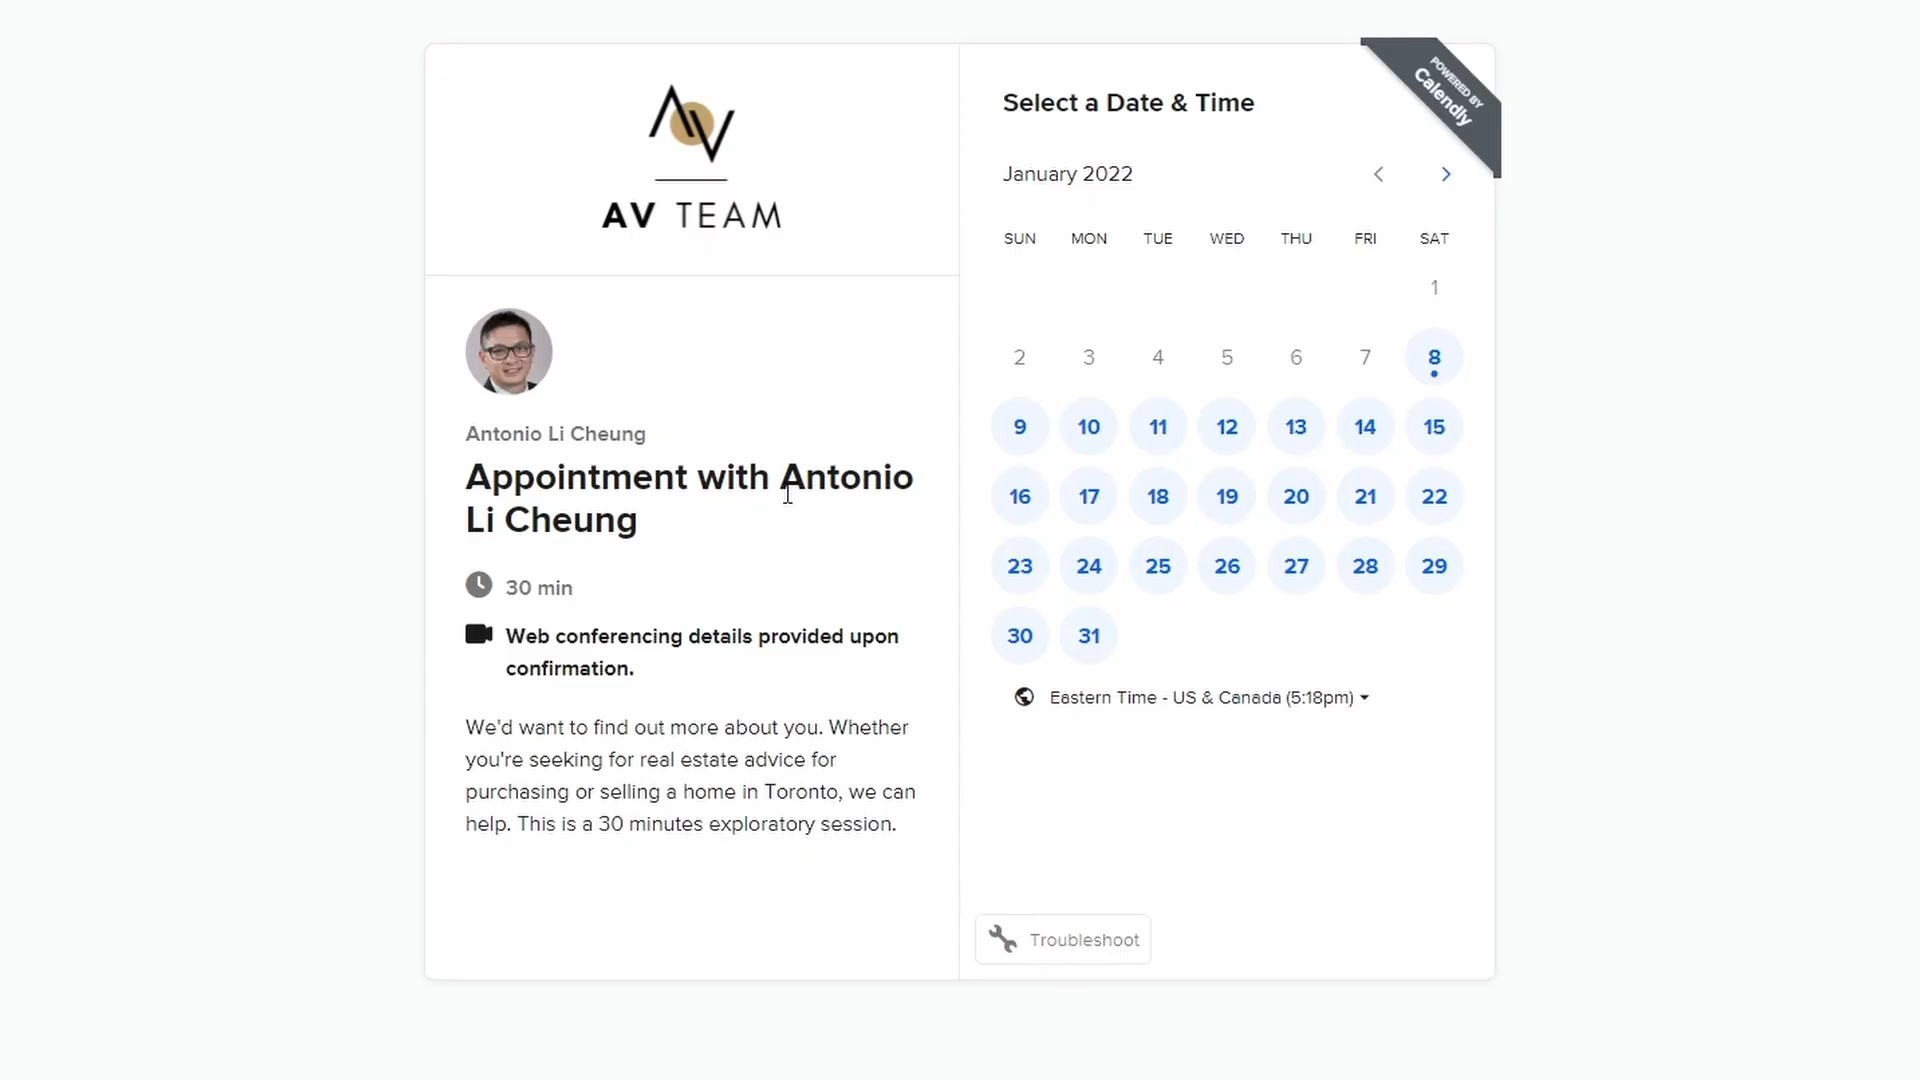 AV TEAM
Antonio Li Cheung
Appointment with Antonio
Li Cheung
30 min
Web conferencing details provided upon
confirmation.
We'd want to find out more about you. Whether
you're seeking for real estate advice for
purchasing or selling a home in Toronto, we can
help. This is a 30 minutes exploratory session.
POWERED BY
Calendly
Select a Date & Time
January 2022
SUN MON TUE WED THU FRI SAT
1
2 3 4 5 6 7 8
9 10 11 12 13 14 15
16 17 18 19 20 21 22
23 24 25 26 27 28 29
30 31
Eastern Time - US & Canada (5:18pm)
Troubleshoot